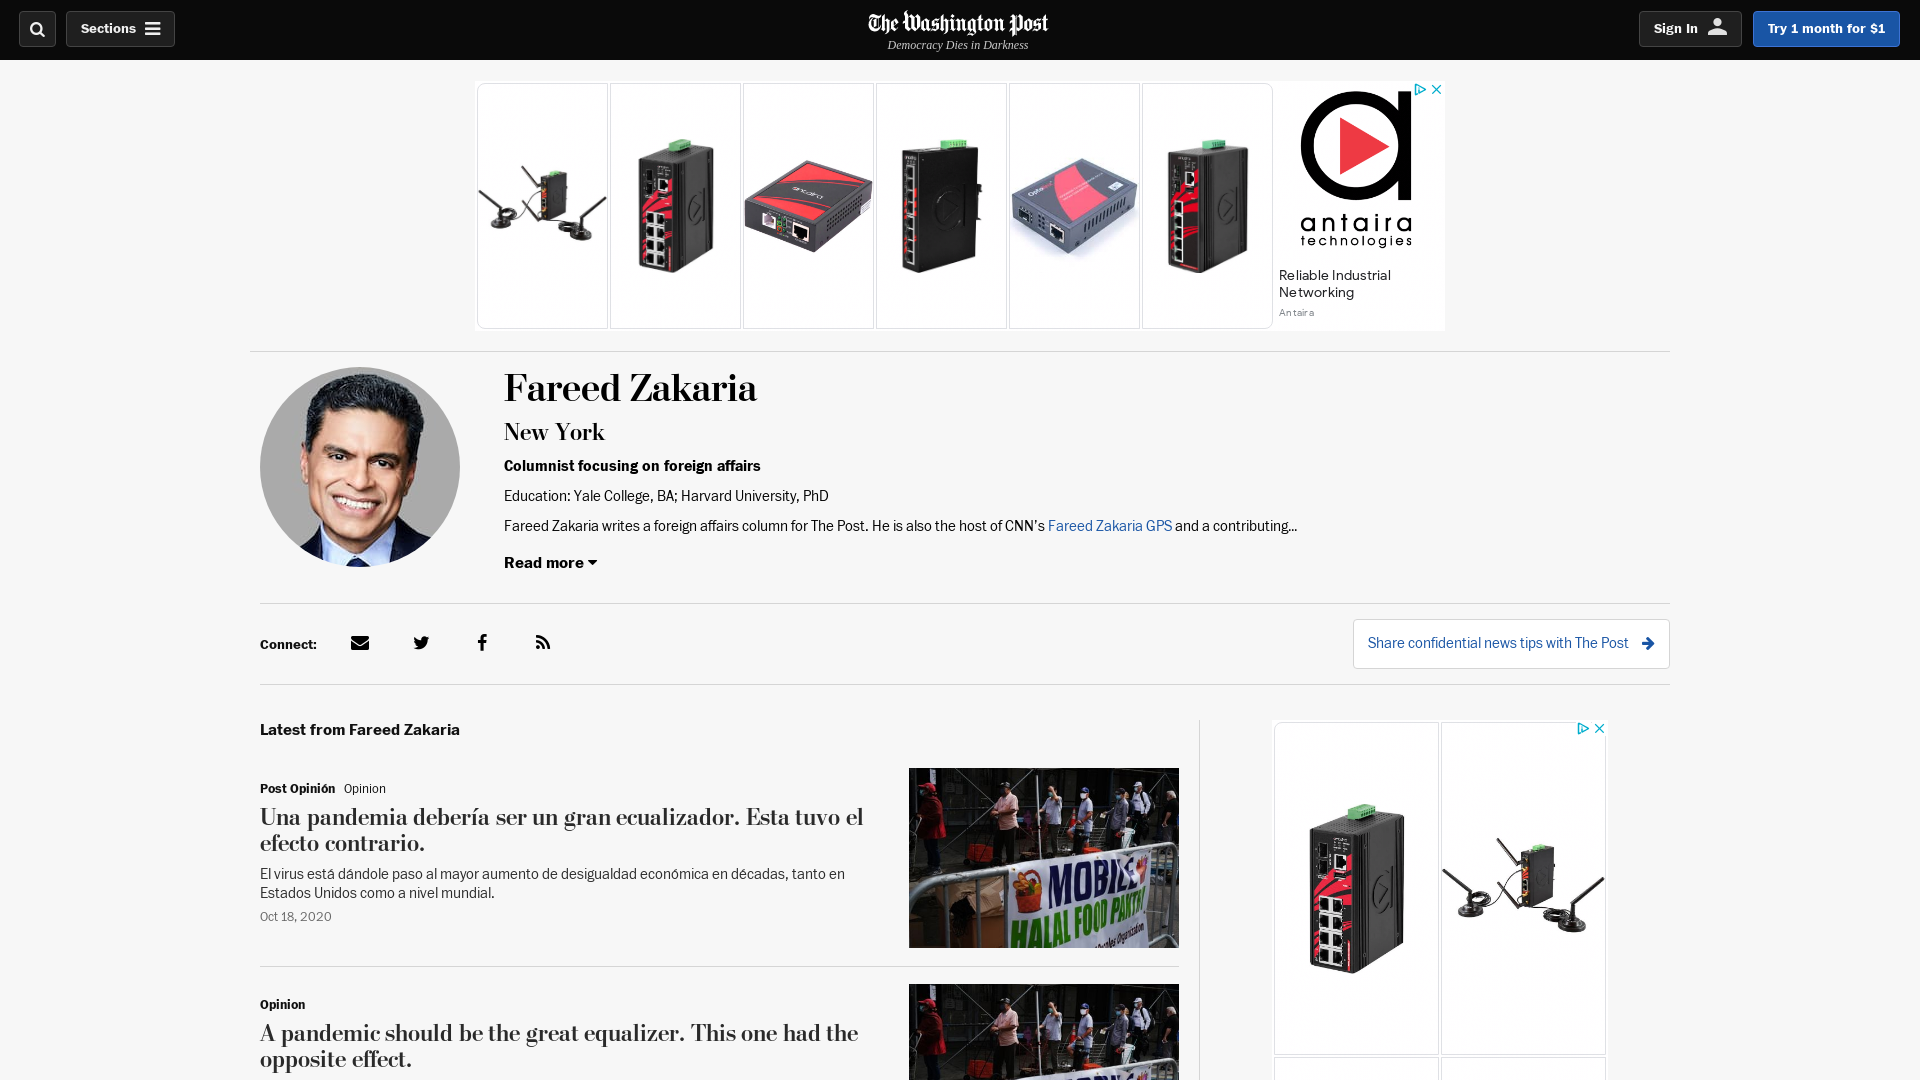 Sections
The Washington Post
Democracy Dies in Darkness
Sign In
Try 1 month for $1
antaira
technologies
Reliable Industrial
Networking
Antaira
Fareed Zakaria
New York
Columnist focusing on foreign affairs
Education: Yale College, BA; Harvard University, PhD
Fareed Zakaria writes a foreign affairs column for The Post. He is also the host of CNN’s Fareed Zakaria GPS and a contributing...
Read more
Connect:
Share confidential news tips with The Post
Latest from Fareed Zakaria
Post Opinión Opinion
Una pandemia debería ser un gran ecualizador. Esta tuvo el
efecto contrario.
El virus está dándole paso al mayor aumento de desigualdad económica en décadas, tanto en
Estados Unidos como a nivel mundial.
Oct 18, 2020
MOBILE
HALAL FOOD PANTRY
Opinion
A pandemic should be the great equalizer. This one had the
opposite effect.
MOBILE